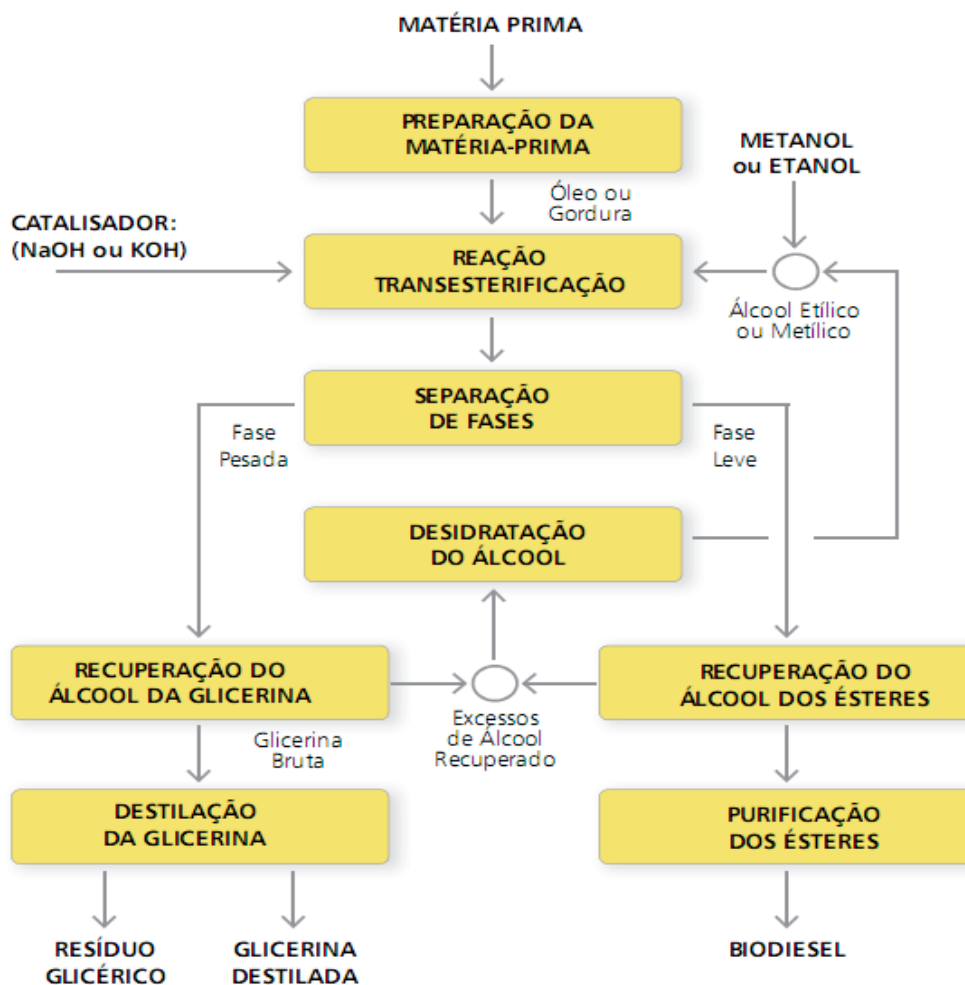 MATÉRIA PRIMA
PREPARAÇÃO DA
MATÉRIA-PRIMA
METANOL
ou ETANOL
Óleo ou
Gordura
CATALISADOR:
(NaOH ou KOH)
REAÇÃO
TRANSESTERIFICAÇÃO
Álcool Etílico
ou Metílico
SEPARAÇÃO
DE FASES
Fase
Pesada
Fase
Leve
DESIDRATAÇÃO
DO ÁLCOOL
RECUPERAÇÃO DO
ÁLCOOL DA GLICERINA
RECUPERAÇÃO DO
ÁLCOOL DOS ÉSTERES
Excessos
de Álcool
Recuperado
Glicerina
Bruta
DESTILAÇÃO
DA GLICERINA
PURIFICAÇÃO
DOS ÉSTERES
RESÍDUO
GLICÉRICO
GLICERINA
DESTILADA
BIODIESEL